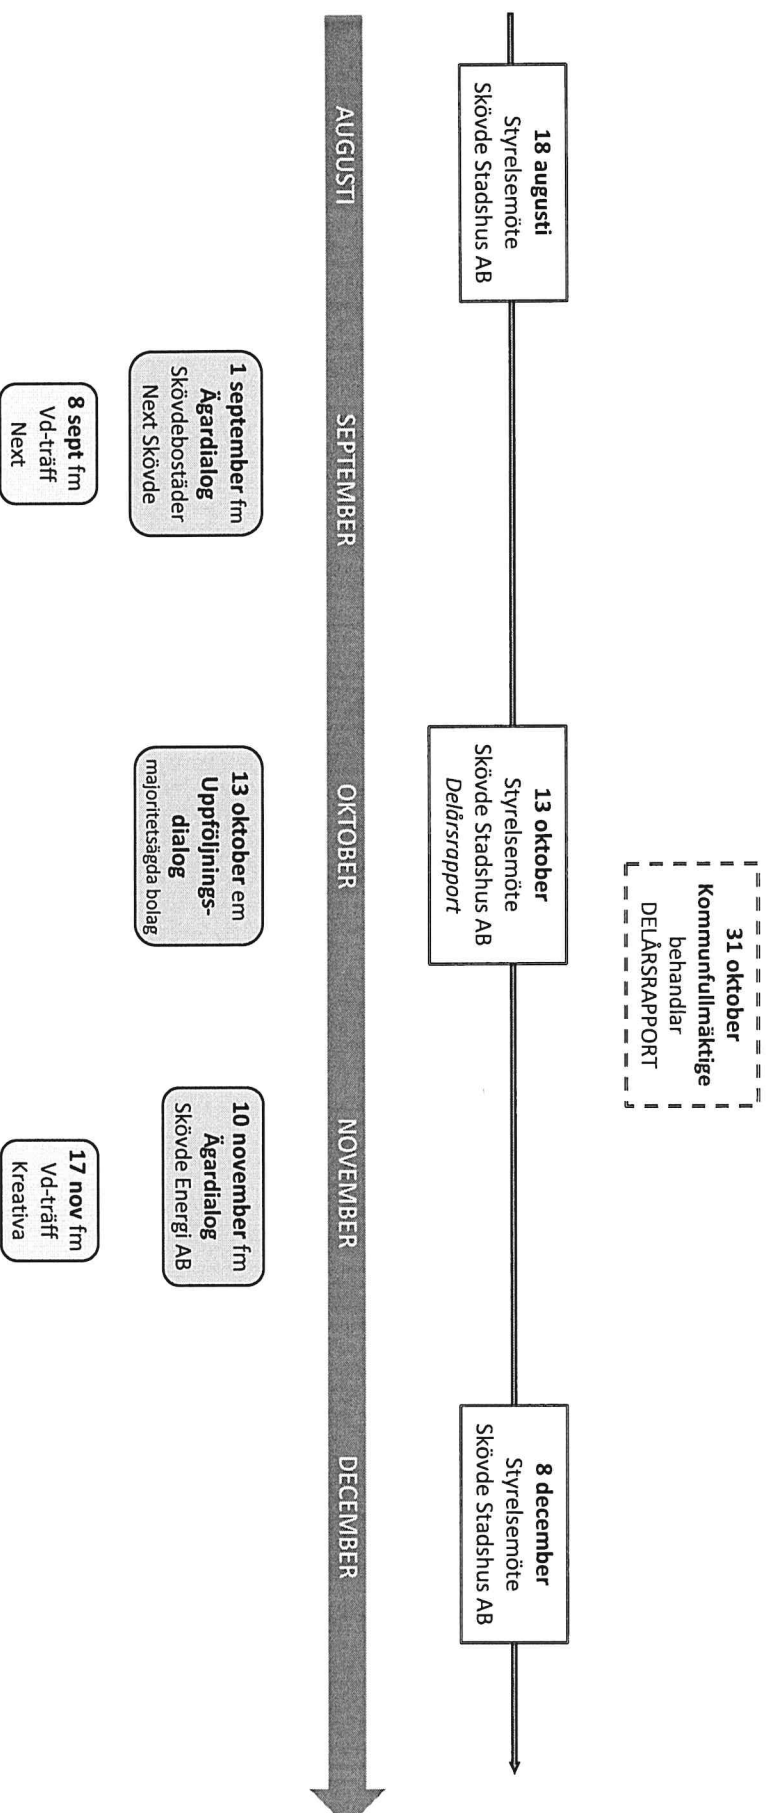 31 oktober
Kommunfullmäktige
behandlar
DELÅRSRAPPORT
18 augusti
Styrelsemöte
Skövde Stadshus AB
13 oktober
Styrelsemöte
Skövde Stadshus AB
Delårsrapport
8 december
Styrelsemöte
Skövde Stadshus AB
AUGUSTI
SEPTEMBER
OKTOBER
NOVEMBER
DECEMBER
1 september fm
Ägardialog
Skövdebostäder
Next Skövde
13 oktober em
Uppföljnings-
dialog
majoritetsägda bolag
10 november fm
Ägardialog
Skövde Energi AB
8 sept fm
Vd-träff
Next
17 nov fm
Vd-träff
Kreativa